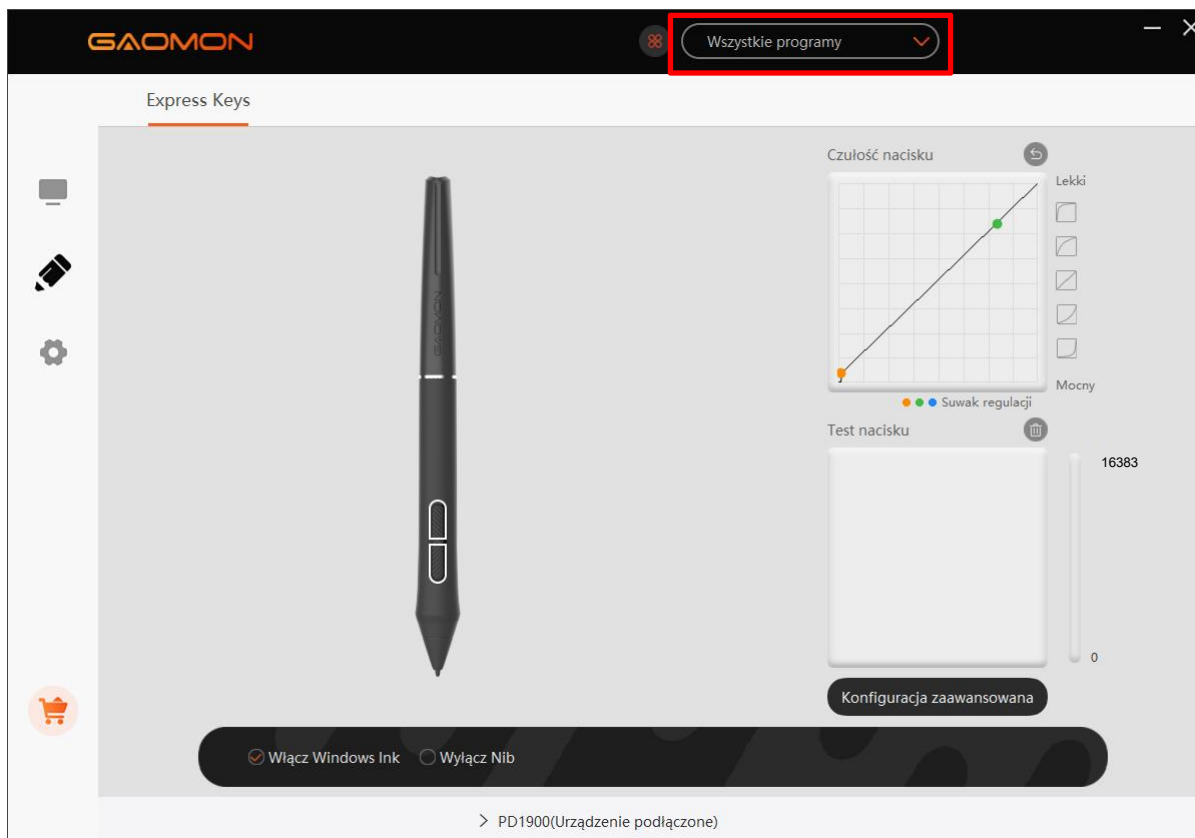 GAOMON
Wszystkie programy
Express Keys
Czułość nacisku
Lekki
GAOMON
Mocny
Suwak regulacji
Test nacisku
16383
0
Konfiguracja zaawansowana
Włącz Windows Ink
Wyłącz Nib
PD1900(Urządzenie podłączone)